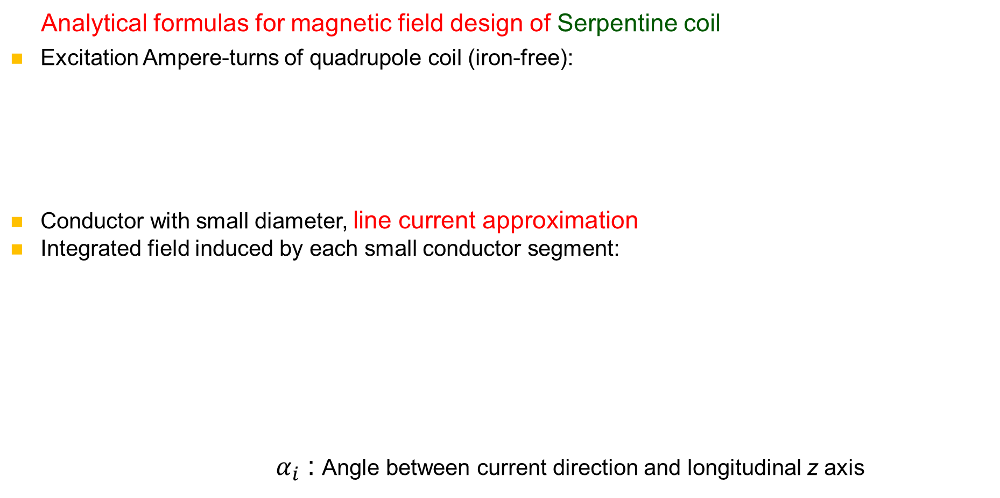 Analytical formulas for magnetic field design of Serpentine coil
Excitation Ampere-turns of quadrupole coil (iron-free):
Conductor with small diameter, line current approximation
Integrated field induced by each small conductor segment:
αᵢ : Angle between current direction and longitudinal z axis